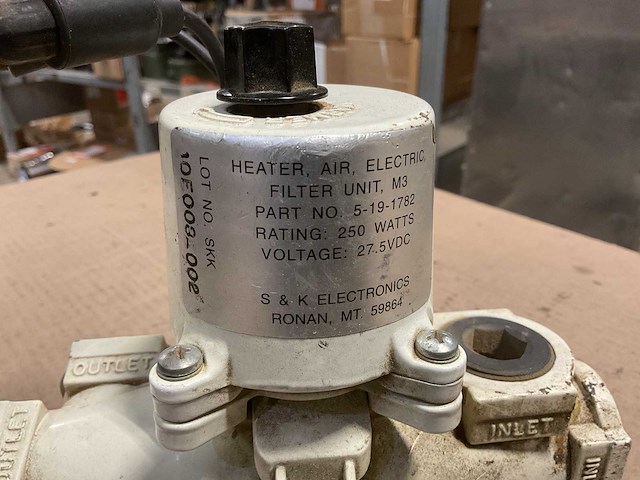 HEATER, AIR, ELECTRIC,
FILTER UNIT, M3
PART NO. 5-19-1782
RATING: 250 WATTS
VOLTAGE: 27.5VDC
S & K ELECTRONICS
RONAN, MT. 59864
LOT NO. SKK
10F003-002
OUTLET
INLET